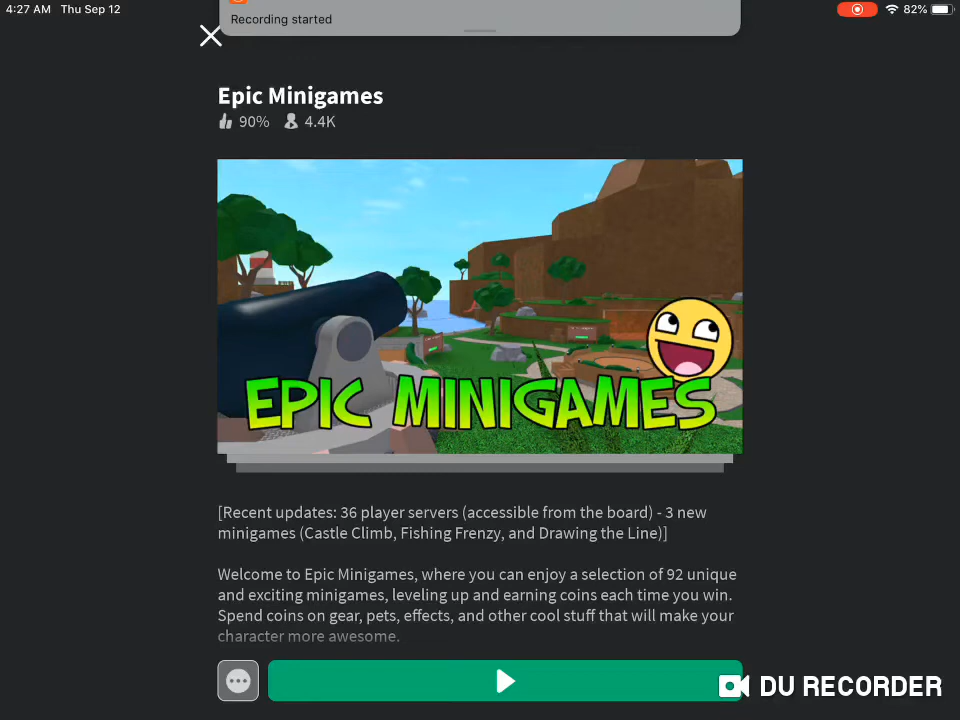 4:27 AM Thu Sep 12
82%
Recording started
Epic Minigames
90% 4.4K
EPIC MINIGAMES
[Recent updates: 36 player servers (accessible from the board) - 3 new
minigames (Castle Climb, Fishing Frenzy, and Drawing the Line)]
Welcome to Epic Minigames, where you can enjoy a selection of 92 unique
and exciting minigames, leveling up and earning coins each time you win.
Spend coins on gear, pets, effects, and other cool stuff that will make your
character more awesome.
DU RECORDER